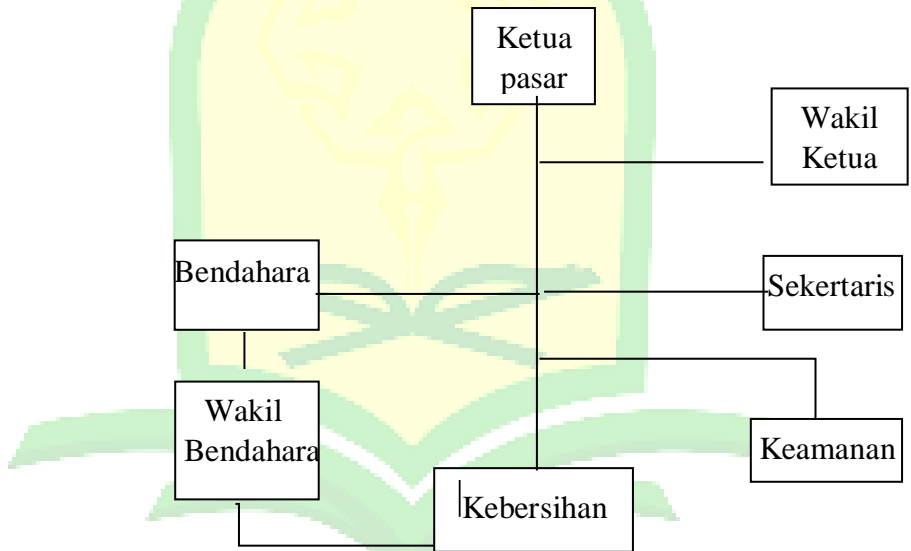 Ketua
pasar
Wakil
Ketua
Bendahara
Sekertaris
Wakil
Bendahara
Keamanan
Kebersihan